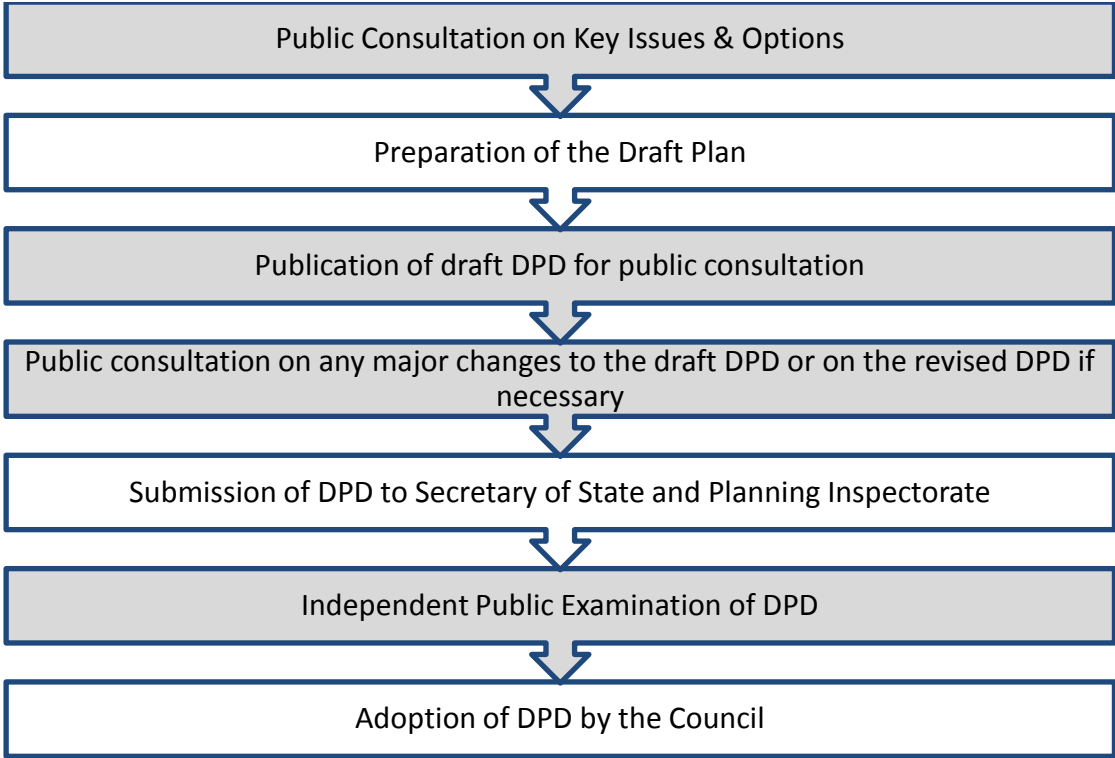 Public Consultation on Key Issues & Options
Preparation of the Draft Plan
Publication of draft DPD for public consultation
Public consultation on any major changes to the draft DPD or on the revised DPD if
necessary
Submission of DPD to Secretary of State and Planning Inspectorate
Independent Public Examination of DPD
Adoption of DPD by the Council